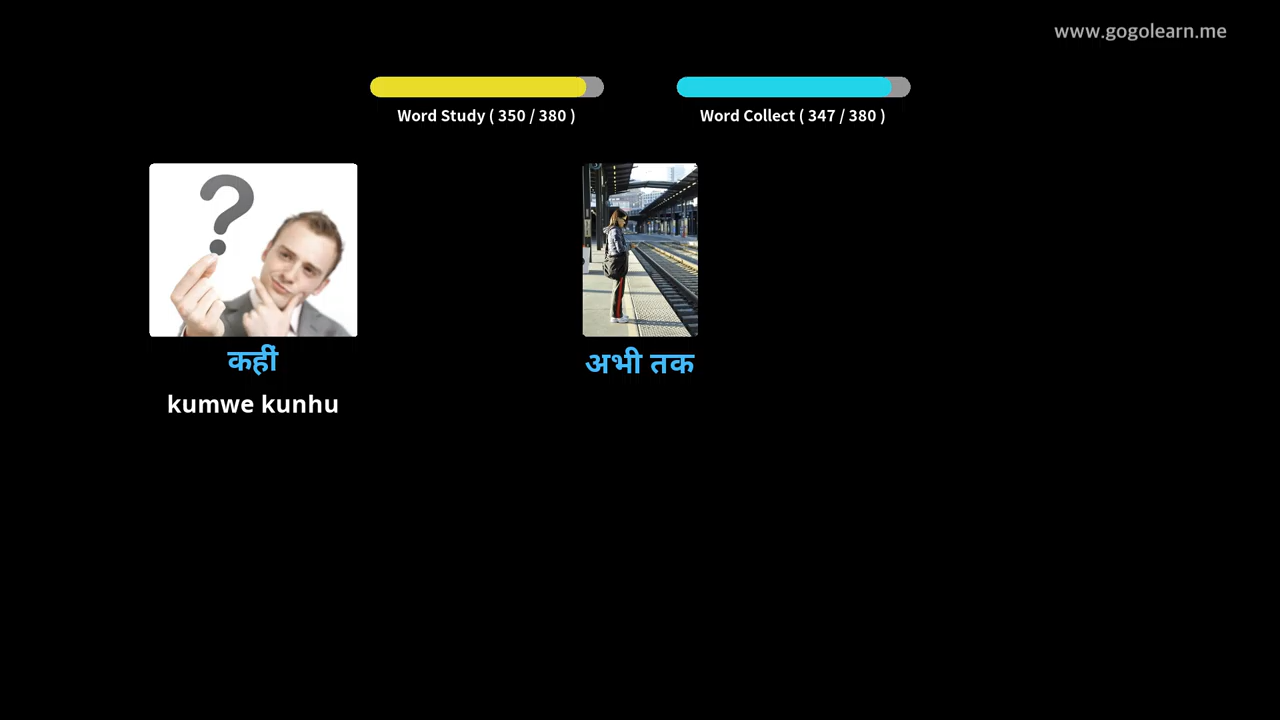 www.gogolearn.me
Word Study ( 350 / 380 )
Word Collect ( 347 / 380 )
कहीं
अभी तक
kumwe kunhu